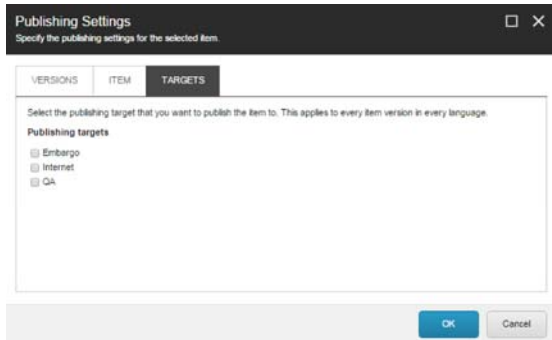 Publishing Settings
Specify the publishing settings for the selected item.
VERSIONS ITEM TARGETS
Select the publishing target that you want to publish the item to. This applies to every item version in every language.
Publishing targets
Embargo
Internet
QA
OK Cancel